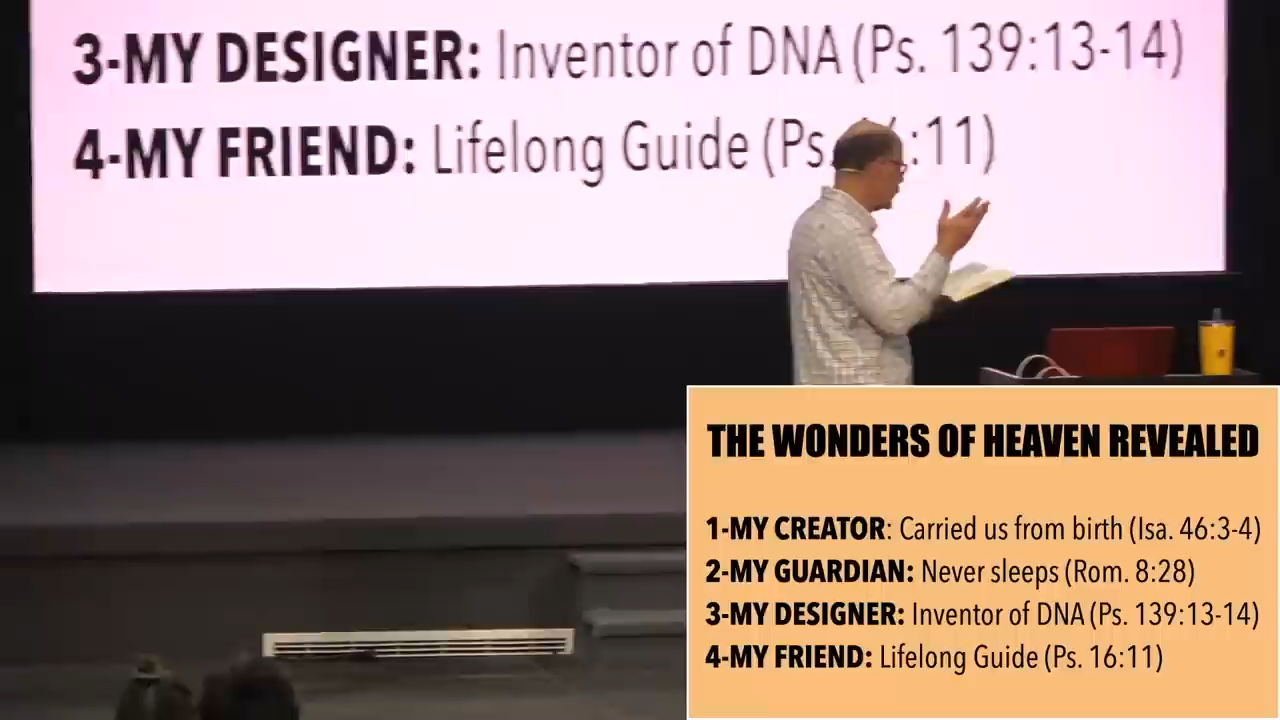 3-MY DESIGNER: Inventor of DNA (Ps. 139:13-14)
4-MY FRIEND: Lifelong Guide (Ps. :11)
THE WONDERS OF HEAVEN REVEALED
1-MY CREATOR: Carried us from birth (Isa. 46:3-4)
2-MY GUARDIAN: Never sleeps (Rom. 8:28)
3-MY DESIGNER: Inventor of DNA (Ps. 139:13-14)
4-MY FRIEND: Lifelong Guide (Ps. 16:11)